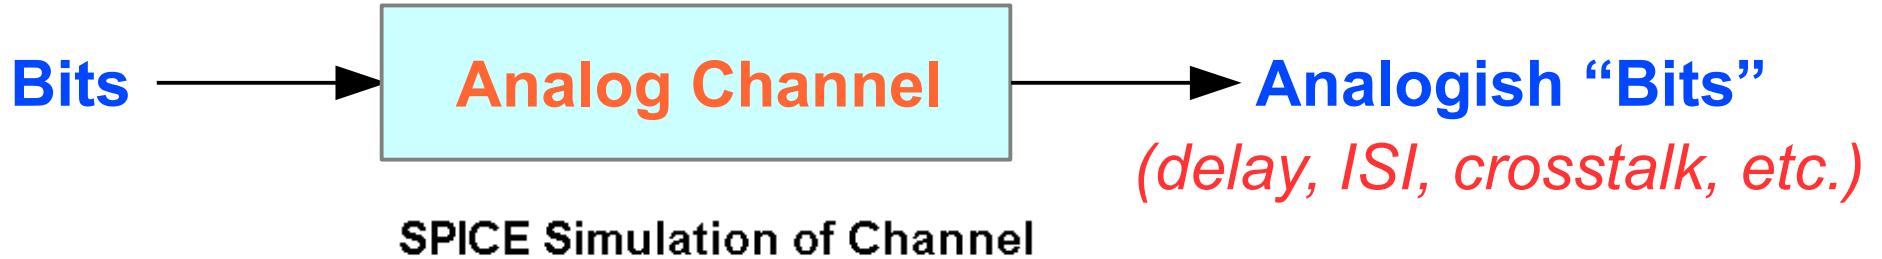 Bits
Analog Channel
Analogish “Bits”
(delay, ISI, crosstalk, etc.)
SPICE Simulation of Channel